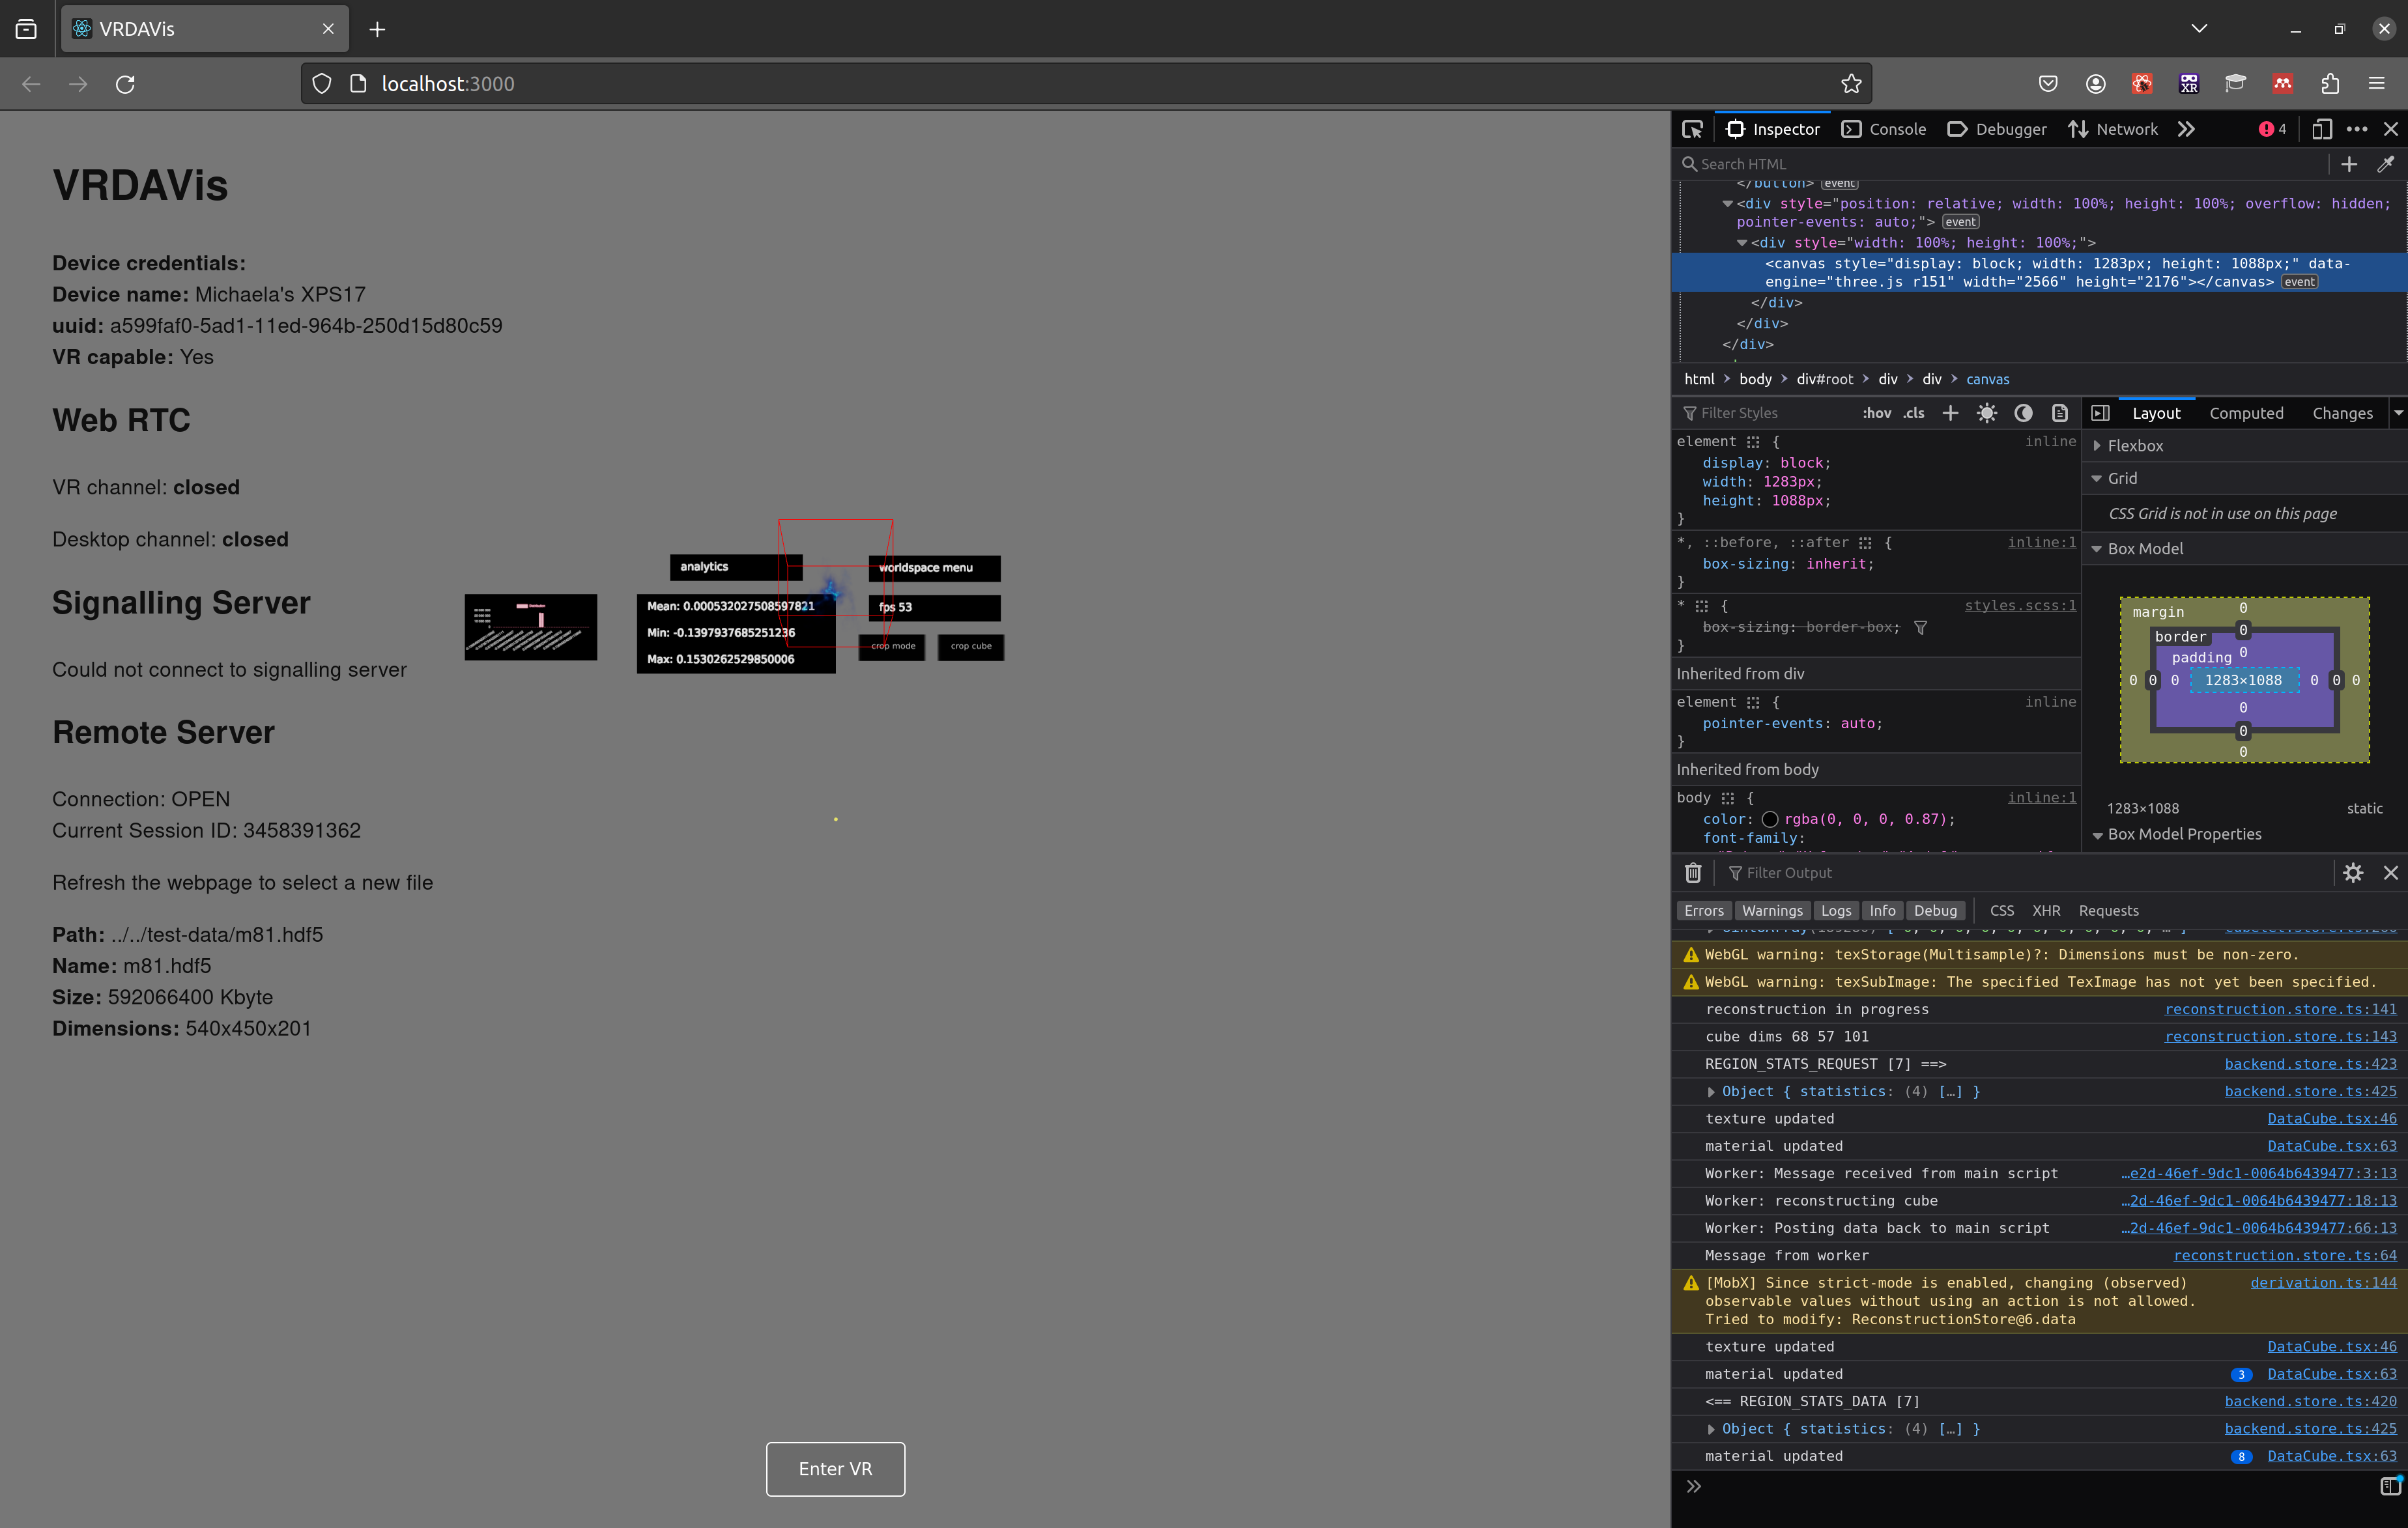 VRDAVis
localhost:3000
VRDAVis
Device credentials:
Device name: Michaela's XPS17
uuid: a599faf0-5ad1-11ed-964b-250d15d80c59
VR capable: Yes
Web RTC
VR channel: closed
Desktop channel: closed
Signalling Server
Could not connect to signalling server
Remote Server
Connection: OPEN
Current Session ID: 3458391362
Refresh the webpage to select a new file
Path: ../../test-data/m81.hdf5
Name: m81.hdf5
Size: 592066400 Kbyte
Dimensions: 540x450x201
analytics
Mean: 0.000532027508597821
Min: -0.1397937685251236
Max: 0.1530262529850006
worldspace menu
fps 53
crop mode
crop cube
Enter VR
XR
Inspector Console Debugger Network 4
Search HTML
</button> event
<div style="position: relative; width: 100%; height: 100%; overflow: hidden;
pointer-events: auto;"> event
<div style="width: 100%; height: 100%;">
<canvas style="display: block; width: 1283px; height: 1088px;" data-
engine="three.js r151" width="2566" height="2176"></canvas> event
</div>
</div>
</div>
html body div#root div div canvas
Filter Styles :hov .cls
element { inline
display: block;
width: 1283px;
height: 1088px;
}
*, ::before, ::after { inline:1
box-sizing: inherit;
}
* { styles.scss:1
box-sizing: border-box;
}
Inherited from div
element { inline
pointer-events: auto;
}
Inherited from body
body { inline:1
color: rgba(0, 0, 0, 0.87);
font-family:
Layout Computed Changes
Flexbox
Grid
CSS Grid is not in use on this page
Box Model
margin 0
border 0
padding 0
0 0 0 1283×1088 0 0 0
0
0
0
1283×1088 static
Box Model Properties
Filter Output
Errors Warnings Logs Info Debug CSS XHR Requests
WebGL warning: texStorage(Multisample)?: Dimensions must be non-zero.
WebGL warning: texSubImage: The specified TexImage has not yet been specified.
reconstruction in progress reconstruction.store.ts:141
cube dims 68 57 101 reconstruction.store.ts:143
REGION_STATS_REQUEST [7] ==> backend.store.ts:423
Object { statistics: (4) […] } backend.store.ts:425
texture updated DataCube.tsx:46
material updated DataCube.tsx:63
Worker: Message received from main script …e2d-46ef-9dc1-0064b6439477:3:13
Worker: reconstructing cube …2d-46ef-9dc1-0064b6439477:18:13
Worker: Posting data back to main script …2d-46ef-9dc1-0064b6439477:66:13
Message from worker reconstruction.store.ts:64
[MobX] Since strict-mode is enabled, changing (observed) derivation.ts:144
observable values without using an action is not allowed.
Tried to modify: ReconstructionStore@6.data
texture updated DataCube.tsx:46
material updated 3 DataCube.tsx:63
<== REGION_STATS_DATA [7] backend.store.ts:420
Object { statistics: (4) […] } backend.store.ts:425
material updated 8 DataCube.tsx:63